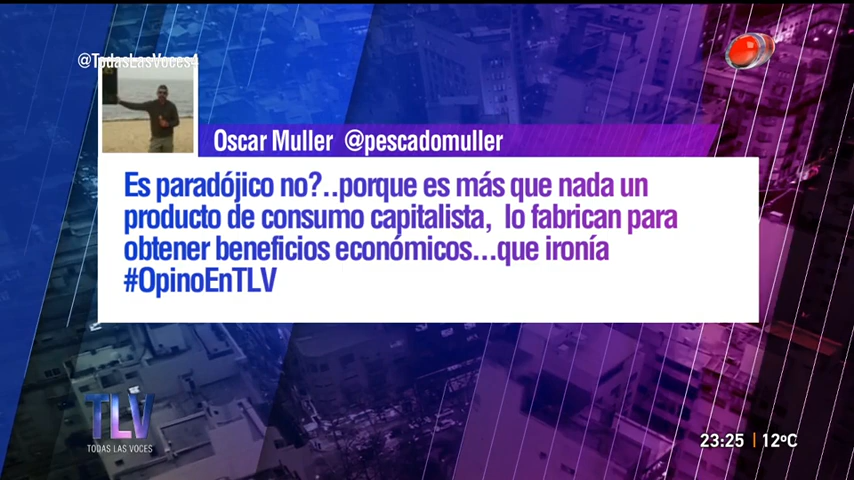 @TodasLasVoces4
Oscar Muller @pescadomuller
Es paradójico no?..porque es más que nada un
producto de consumo capitalista, lo fabrican para
obtener beneficios económicos...que ironía
#OpinoEnTLV
TLV
TODAS LAS VOCES
23:25 | 12ºC